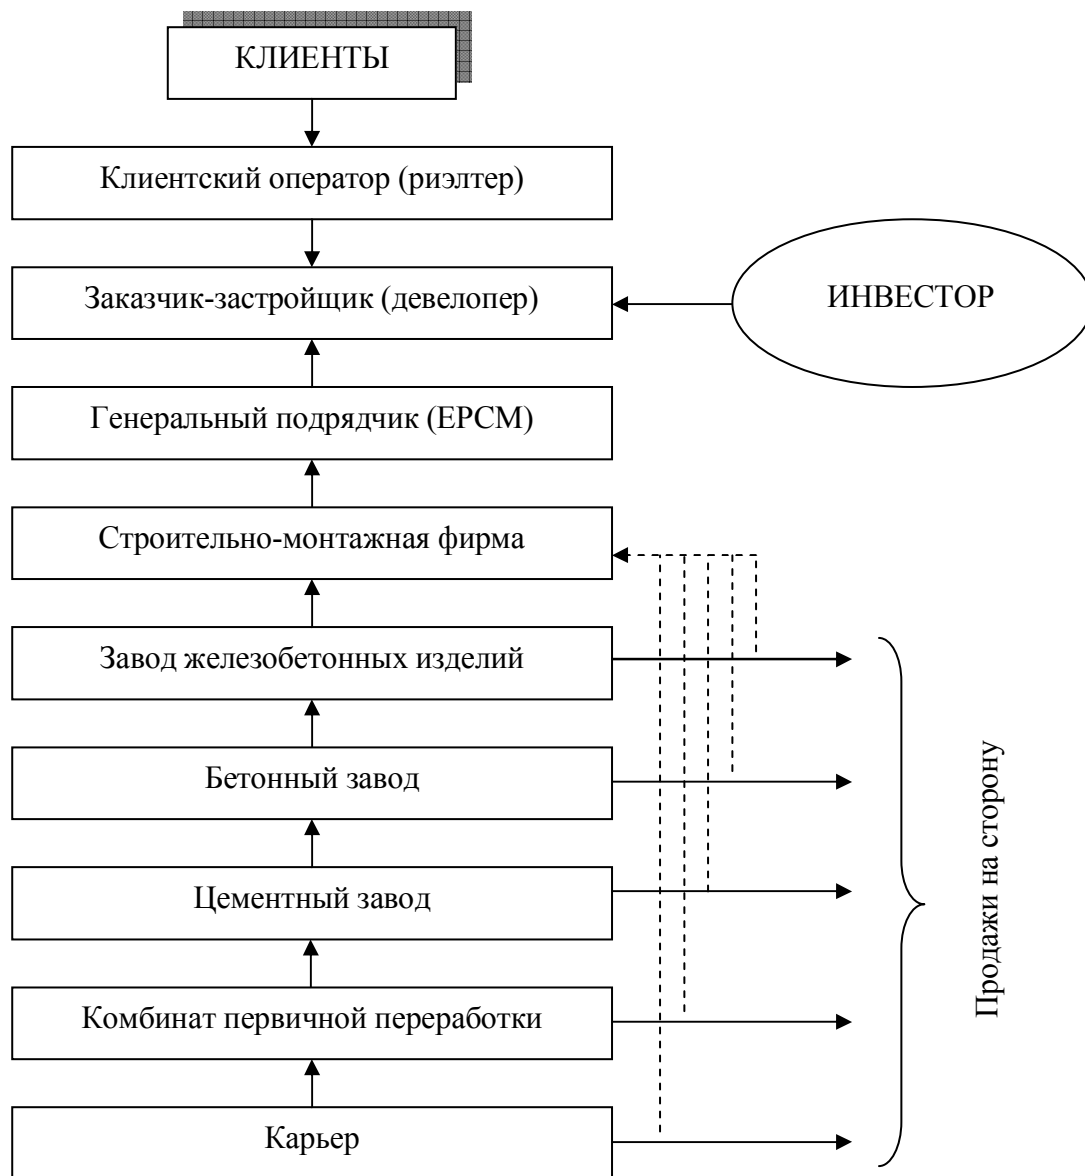 КЛИЕНТЫ
Клиентский оператор (риэлтер)
Заказчик-застройщик (девелопер)
ИНВЕСТОР
Генеральный подрядчик (ЕРСМ)
Строительно-монтажная фирма
Завод железобетонных изделий
Бетонный завод
Цементный завод
Комбинат первичной переработки
Карьер
Продажи на сторону